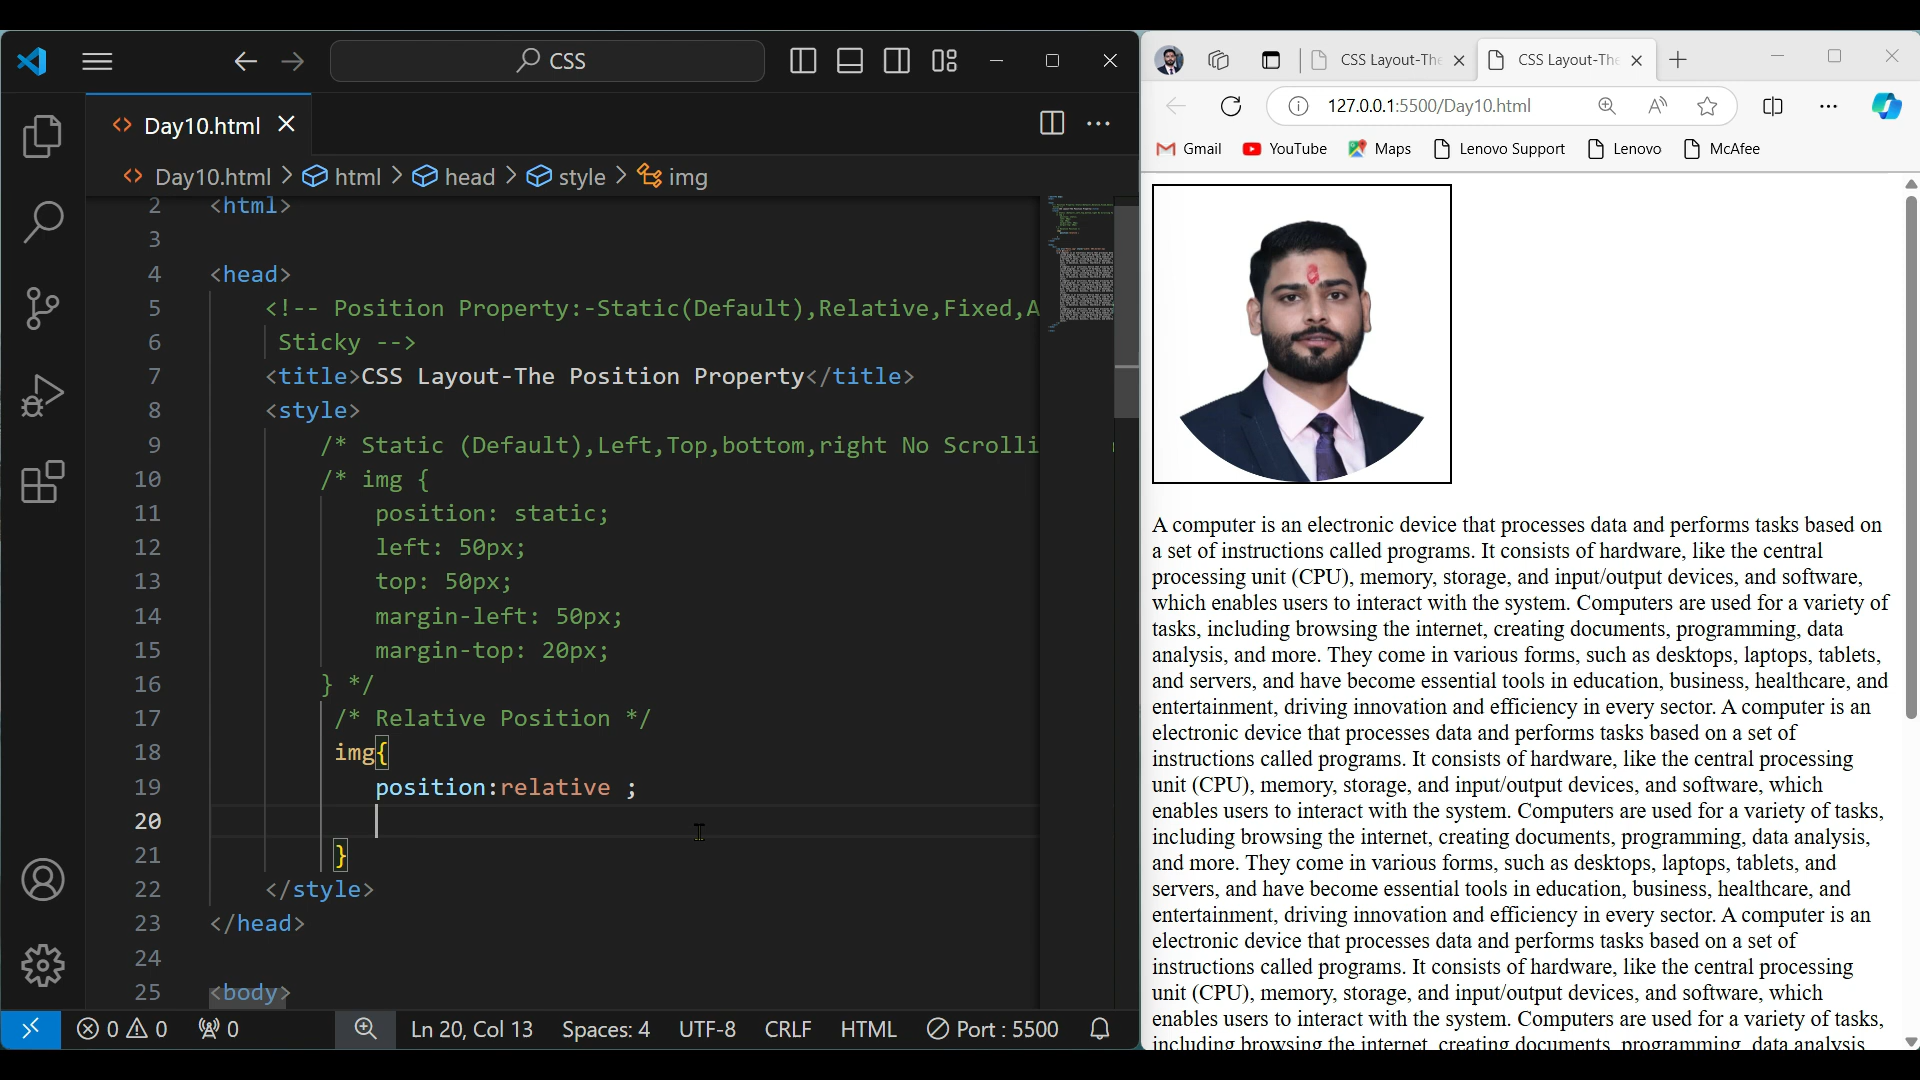 CSS
Day10.html
Day10.html > html > head > style > img
2 <html>
3
4 <head>
5 <!-- Position Property:-Static(Default),Relative,Fixed,A
6 Sticky -->
7 <title>CSS Layout-The Position Property</title>
8 <style>
9 /* Static (Default),Left,Top,bottom,right No Scrolli
10 /* img {
11 position: static;
12 left: 50px;
13 top: 50px;
14 margin-left: 50px;
15 margin-top: 20px;
16 } */
17 /* Relative Position */
18 img{
19 position:relative ;
20
21 }
22 </style>
23 </head>
24
25 <body>
0 0 0 Ln 20, Col 13 Spaces: 4 UTF-8 CRLF HTML Port : 5500
CSS Layout-The CSS Layout-The
127.0.0.1:5500/Day10.html
Gmail YouTube Maps Lenovo Support Lenovo McAfee
A computer is an electronic device that processes data and performs tasks based on
a set of instructions called programs. It consists of hardware, like the central
processing unit (CPU), memory, storage, and input/output devices, and software,
which enables users to interact with the system. Computers are used for a variety of
tasks, including browsing the internet, creating documents, programming, data
analysis, and more. They come in various forms, such as desktops, laptops, tablets,
and servers, and have become essential tools in education, business, healthcare, and
entertainment, driving innovation and efficiency in every sector. A computer is an
electronic device that processes data and performs tasks based on a set of
instructions called programs. It consists of hardware, like the central processing
unit (CPU), memory, storage, and input/output devices, and software, which
enables users to interact with the system. Computers are used for a variety of tasks,
including browsing the internet, creating documents, programming, data analysis,
and more. They come in various forms, such as desktops, laptops, tablets, and
servers, and have become essential tools in education, business, healthcare, and
entertainment, driving innovation and efficiency in every sector. A computer is an
electronic device that processes data and performs tasks based on a set of
instructions called programs. It consists of hardware, like the central processing
unit (CPU), memory, storage, and input/output devices, and software, which
enables users to interact with the system. Computers are used for a variety of tasks,
including browsing the internet, creating documents, programming, data analysis,